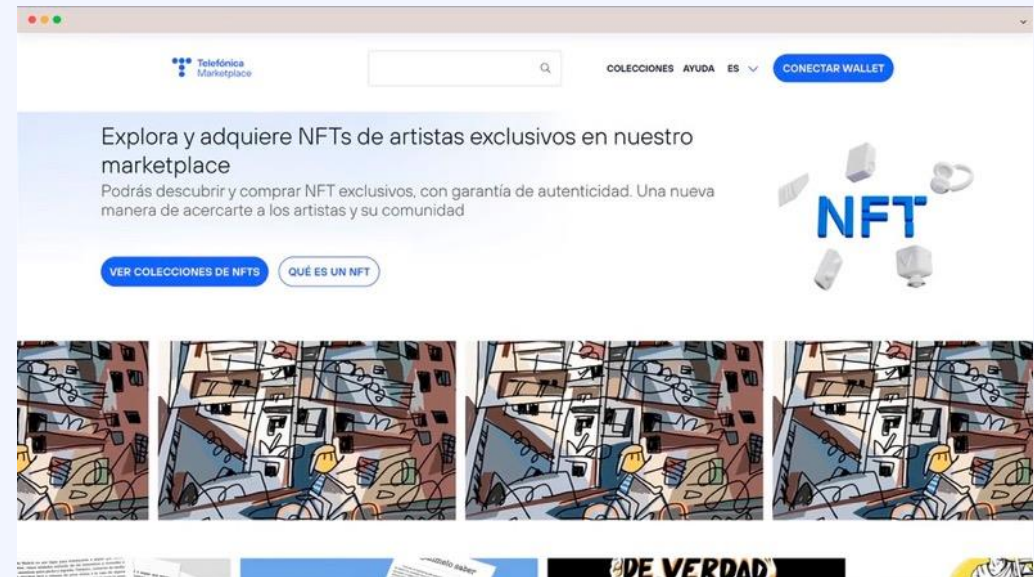 Telefónica
Marketplace
COLECCIONES AYUDA ES
CONECTAR WALLET
Explora y adquiere NFTs de artistas exclusivos en nuestro
marketplace
Podrás descubrir y comprar NFT exclusivos, con garantía de autenticidad. Una nueva
manera de acercarte a los artistas y su comunidad
NFT
VER COLECCIONES DE NFTS
QUÉ ES UN NFT
saber
DE VERDAD